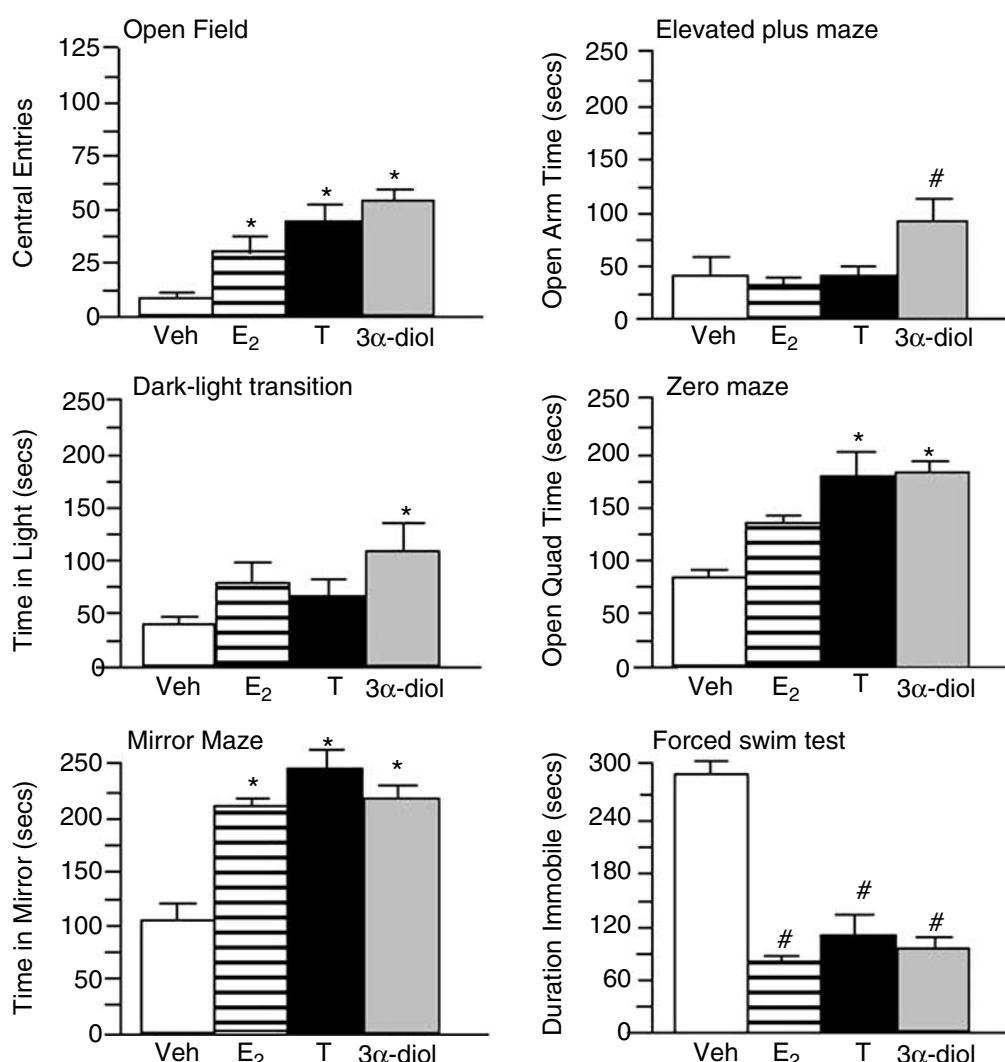 Open Field
Central Entries
125
100
75
50
25
0
*
*
*
Veh E₂ T 3α-diol
Elevated plus maze
Open Arm Time (secs)
250
200
150
100
50
0
#
Veh E₂ T 3α-diol
Dark-light transition
Time in Light (secs)
250
200
150
100
50
0
*
Veh E₂ T 3α-diol
Zero maze
Open Quad Time (secs)
250
200
150
100
50
0
*
*
Veh E₂ T 3α-diol
Mirror Maze
Time in Mirror (secs)
250
200
150
100
50
0
*
*
*
Veh E₂ T 3α-diol
Forced swim test
Duration Immobile (secs)
300
240
180
120
60
0
#
#
#
Veh E₂ T 3α-diol